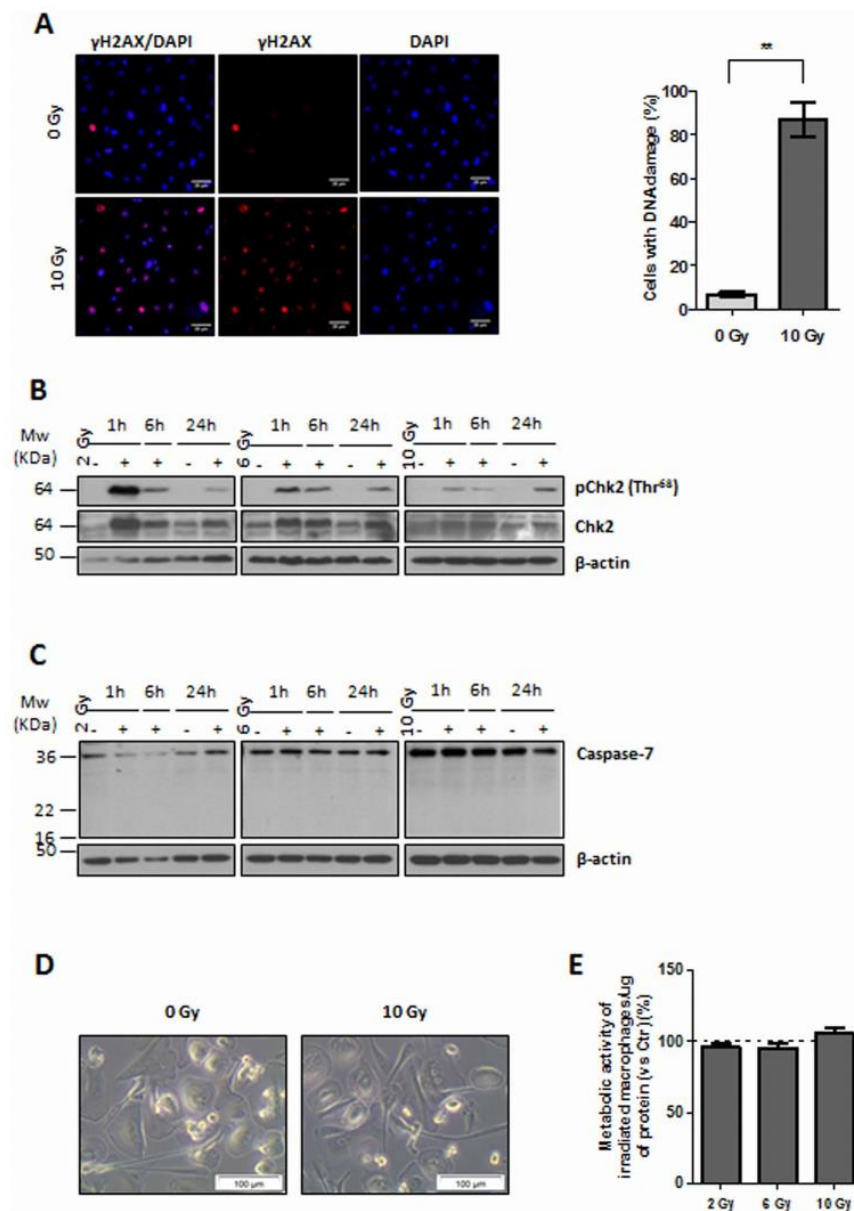 A
γH2AX/DAPI γH2AX DAPI
0 Gy
10 Gy
**
Cells with DNA damage (%)
100
80
60
40
20
0
0 Gy 10 Gy
B
Mw
(KDa)
2 Gy 1h 6h 24h 6 Gy 1h 6h 24h 10 Gy 1h 6h 24h
- + + - + - + + - + - + + - +
64 pChk2 (Thr⁶⁸)
64 Chk2
50 β-actin
C
Mw
(KDa)
2 Gy 1h 6h 24h 6 Gy 1h 6h 24h 10 Gy 1h 6h 24h
- + + - + - + + - + - + + - +
36 Caspase-7
22
16
50 β-actin
D
0 Gy 10 Gy
100 µm 100 µm
E
Metabolic activity of
irradiated macrophages/ug
of protein (vs Ctr)(%)
150
100
50
0
2 Gy 6 Gy 10 Gy